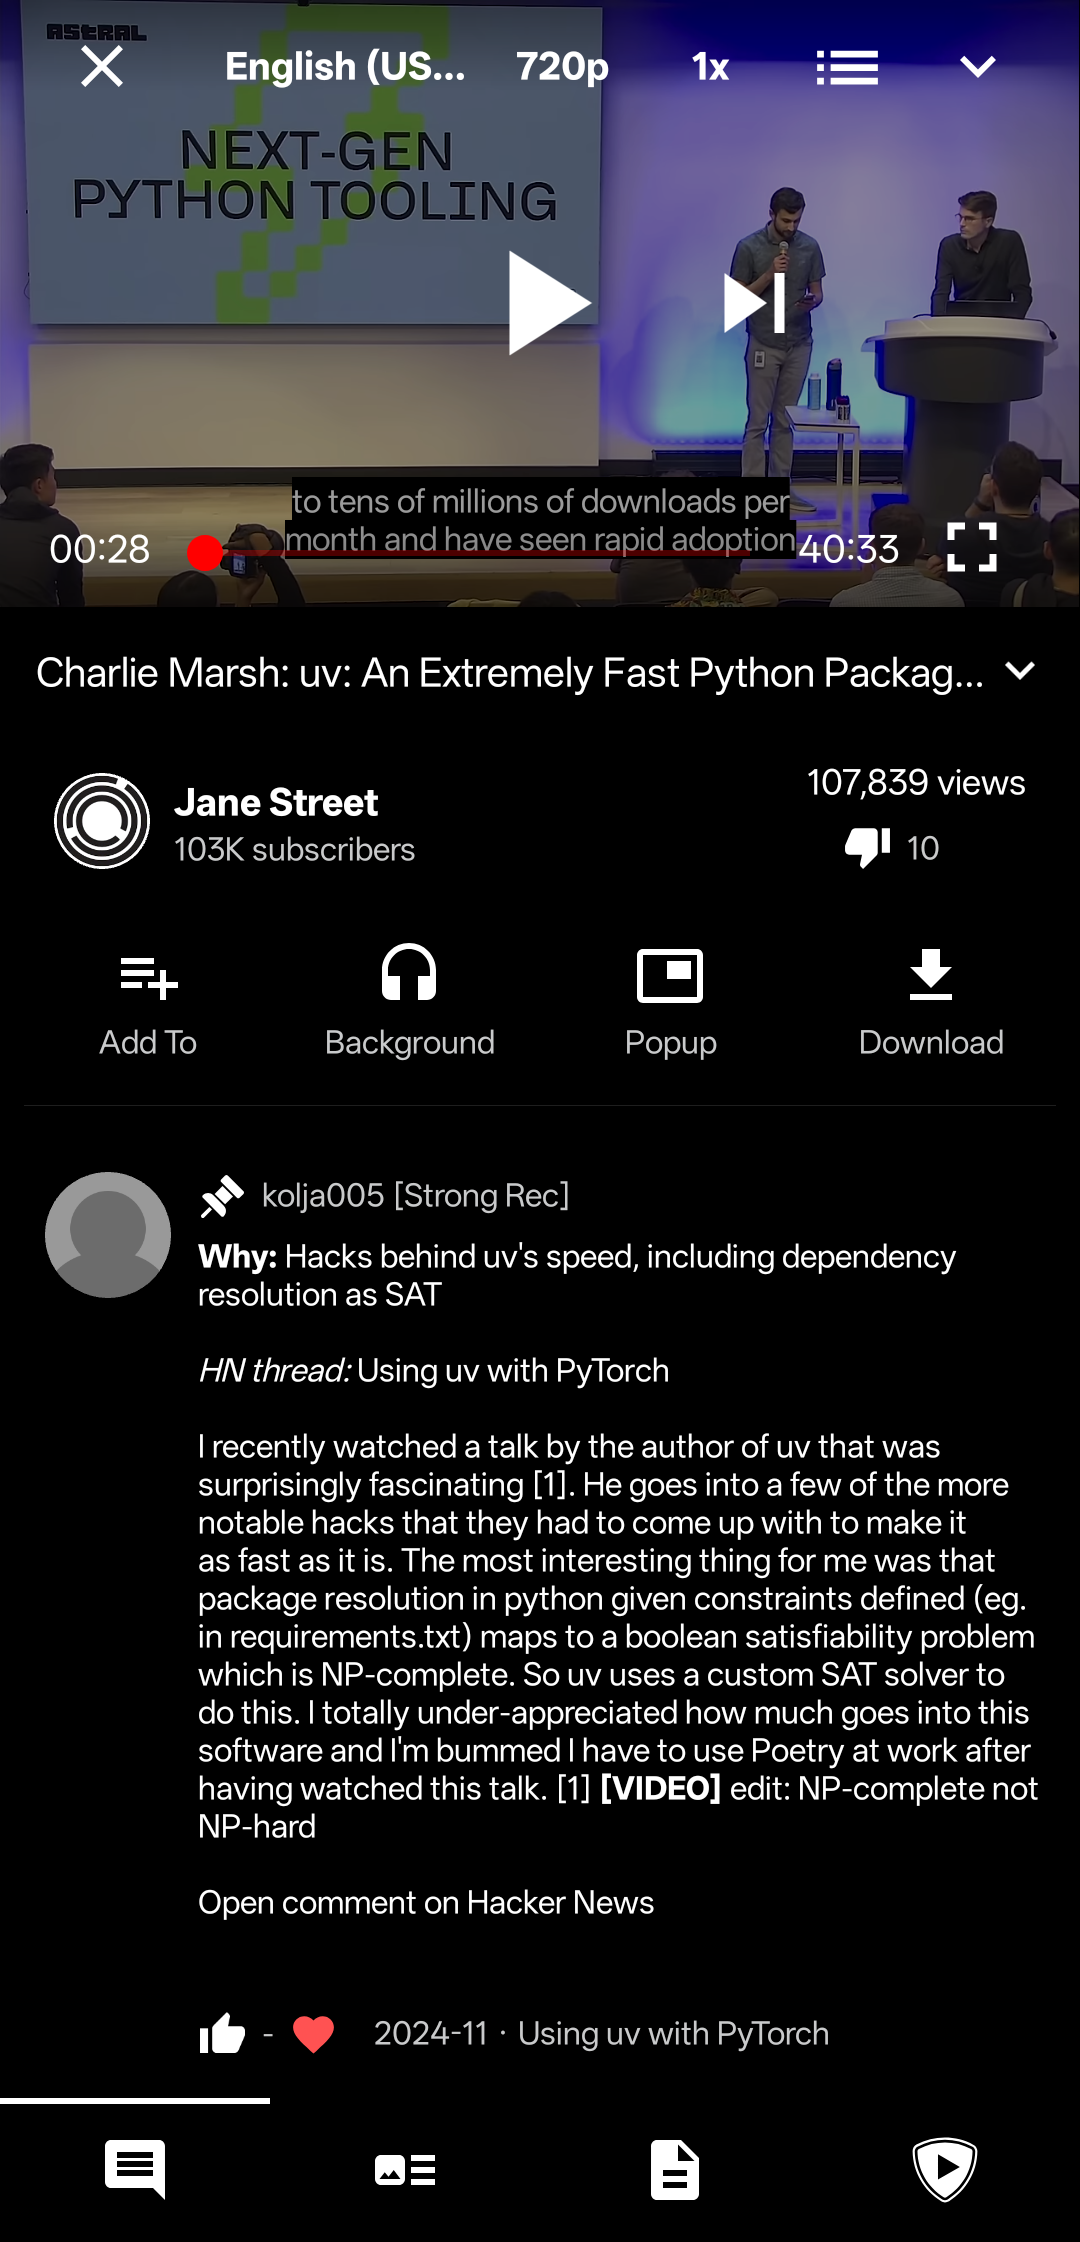 ASTRAL
English (US... 720p 1x
NEXT-GEN
PYTHON TOOLING
to tens of millions of downloads per
month and have seen rapid adoption
00:28 40:33
Charlie Marsh: uv: An Extremely Fast Python Packag...
107,839 views
Jane Street
103K subscribers
10
Add To Background Popup Download
kolja005 [Strong Rec]
Why: Hacks behind uv's speed, including dependency
resolution as SAT
HN thread: Using uv with PyTorch
I recently watched a talk by the author of uv that was
surprisingly fascinating [1]. He goes into a few of the more
notable hacks that they had to come up with to make it
as fast as it is. The most interesting thing for me was that
package resolution in python given constraints defined (eg.
in requirements.txt) maps to a boolean satisfiability problem
which is NP-complete. So uv uses a custom SAT solver to
do this. I totally under-appreciated how much goes into this
software and I'm bummed I have to use Poetry at work after
having watched this talk. [1] [VIDEO] edit: NP-complete not
NP-hard
Open comment on Hacker News
- 2024-11 · Using uv with PyTorch